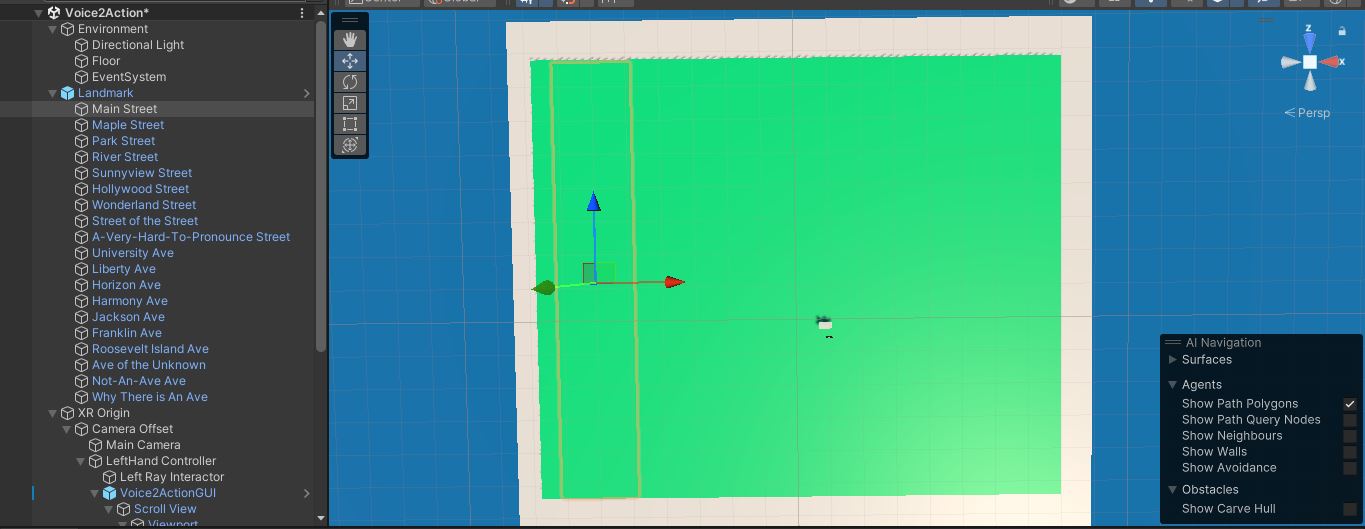 Voice2Action*
Environment
Directional Light
Floor
EventSystem
Landmark
Main Street
Maple Street
Park Street
River Street
Sunnyview Street
Hollywood Street
Wonderland Street
Street of the Street
A-Very-Hard-To-Pronounce Street
University Ave
Liberty Ave
Horizon Ave
Harmony Ave
Jackson Ave
Franklin Ave
Roosevelt Island Ave
Ave of the Unknown
Not-An-Ave Ave
Why There is An Ave
XR Origin
Camera Offset
Main Camera
LeftHand Controller
Left Ray Interactor
Voice2ActionGUI
Scroll View
Viewport
Center
Global
z
x
Persp
AI Navigation
Surfaces
Agents
Show Path Polygons
Show Path Query Nodes
Show Neighbours
Show Walls
Show Avoidance
Obstacles
Show Carve Hull